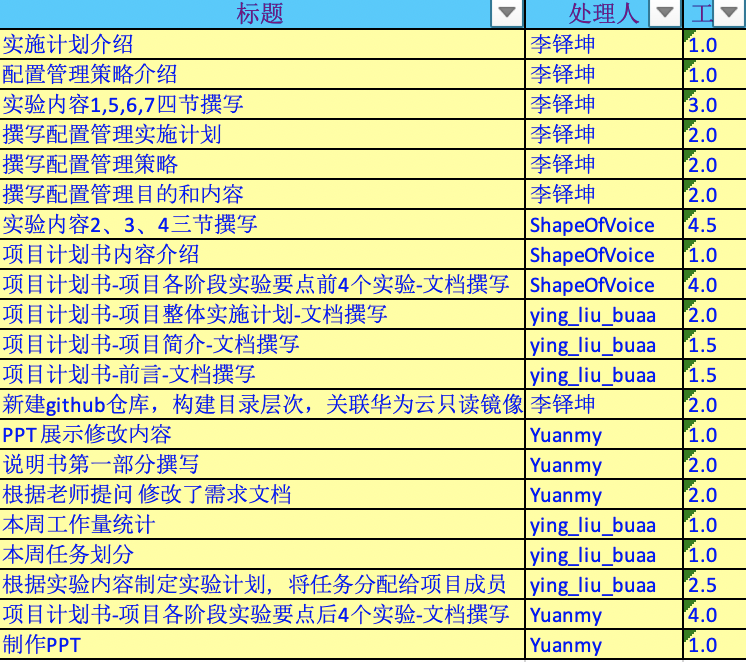 标题 处理人 工
实施计划介绍 李铎坤 1.0
配置管理策略介绍 李铎坤 1.0
实验内容1,5,6,7四节撰写 李铎坤 3.0
撰写配置管理实施计划 李铎坤 2.0
撰写配置管理策略 李铎坤 2.0
撰写配置管理目的和内容 李铎坤 2.0
实验内容2、3、4三节撰写 ShapeOfVoice 4.5
项目计划书内容介绍 ShapeOfVoice 1.0
项目计划书-项目各阶段实验要点前4个实验-文档撰写 ShapeOfVoice 4.0
项目计划书-项目整体实施计划-文档撰写 ying_liu_buaa 2.0
项目计划书-项目简介-文档撰写 ying_liu_buaa 1.5
项目计划书-前言-文档撰写 ying_liu_buaa 1.5
新建github仓库，构建目录层次，关联华为云只读镜像 李铎坤 2.0
PPT展示修改内容 Yuanmy 1.0
说明书第一部分撰写 Yuanmy 2.0
根据老师提问 修改了需求文档 Yuanmy 2.0
本周工作量统计 ying_liu_buaa 1.0
本周任务划分 ying_liu_buaa 1.0
根据实验内容制定实验计划，将任务分配给项目成员 ying_liu_buaa 2.5
项目计划书-项目各阶段实验要点后4个实验-文档撰写 Yuanmy 4.0
制作PPT Yuanmy 1.0